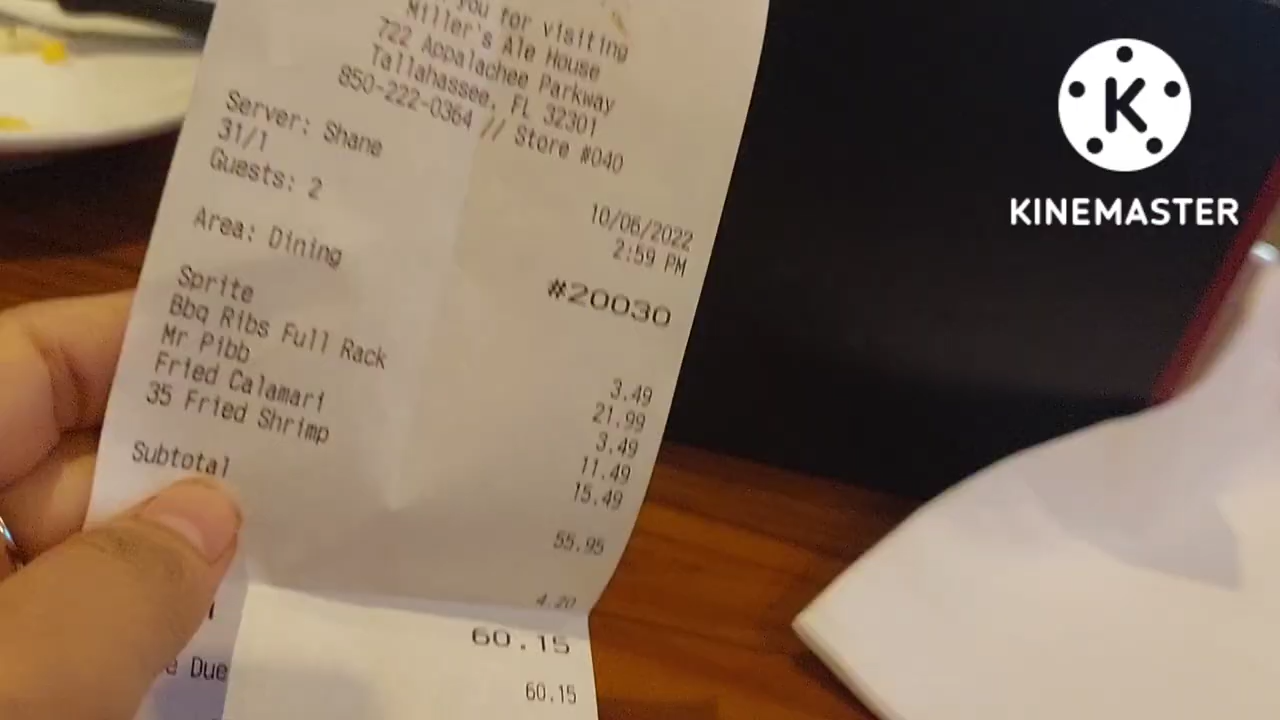 you for visiting
Miller's Ale House
722 Appalachee Parkway
Tallahassee, FL 32301
850-222-0364 // Store #040
Server: Shane
31/1
Guests: 2
10/06/2022
2:59 PM
Area: Dining
#20030
Sprite 3.49
Bbq Ribs Full Rack 21.99
Mr Pibb 3.49
Fried Calamari 11.49
35 Fried Shrimp 15.49
Subtotal 55.95
4.20
60.15
Due 60.15
K
KINEMASTER